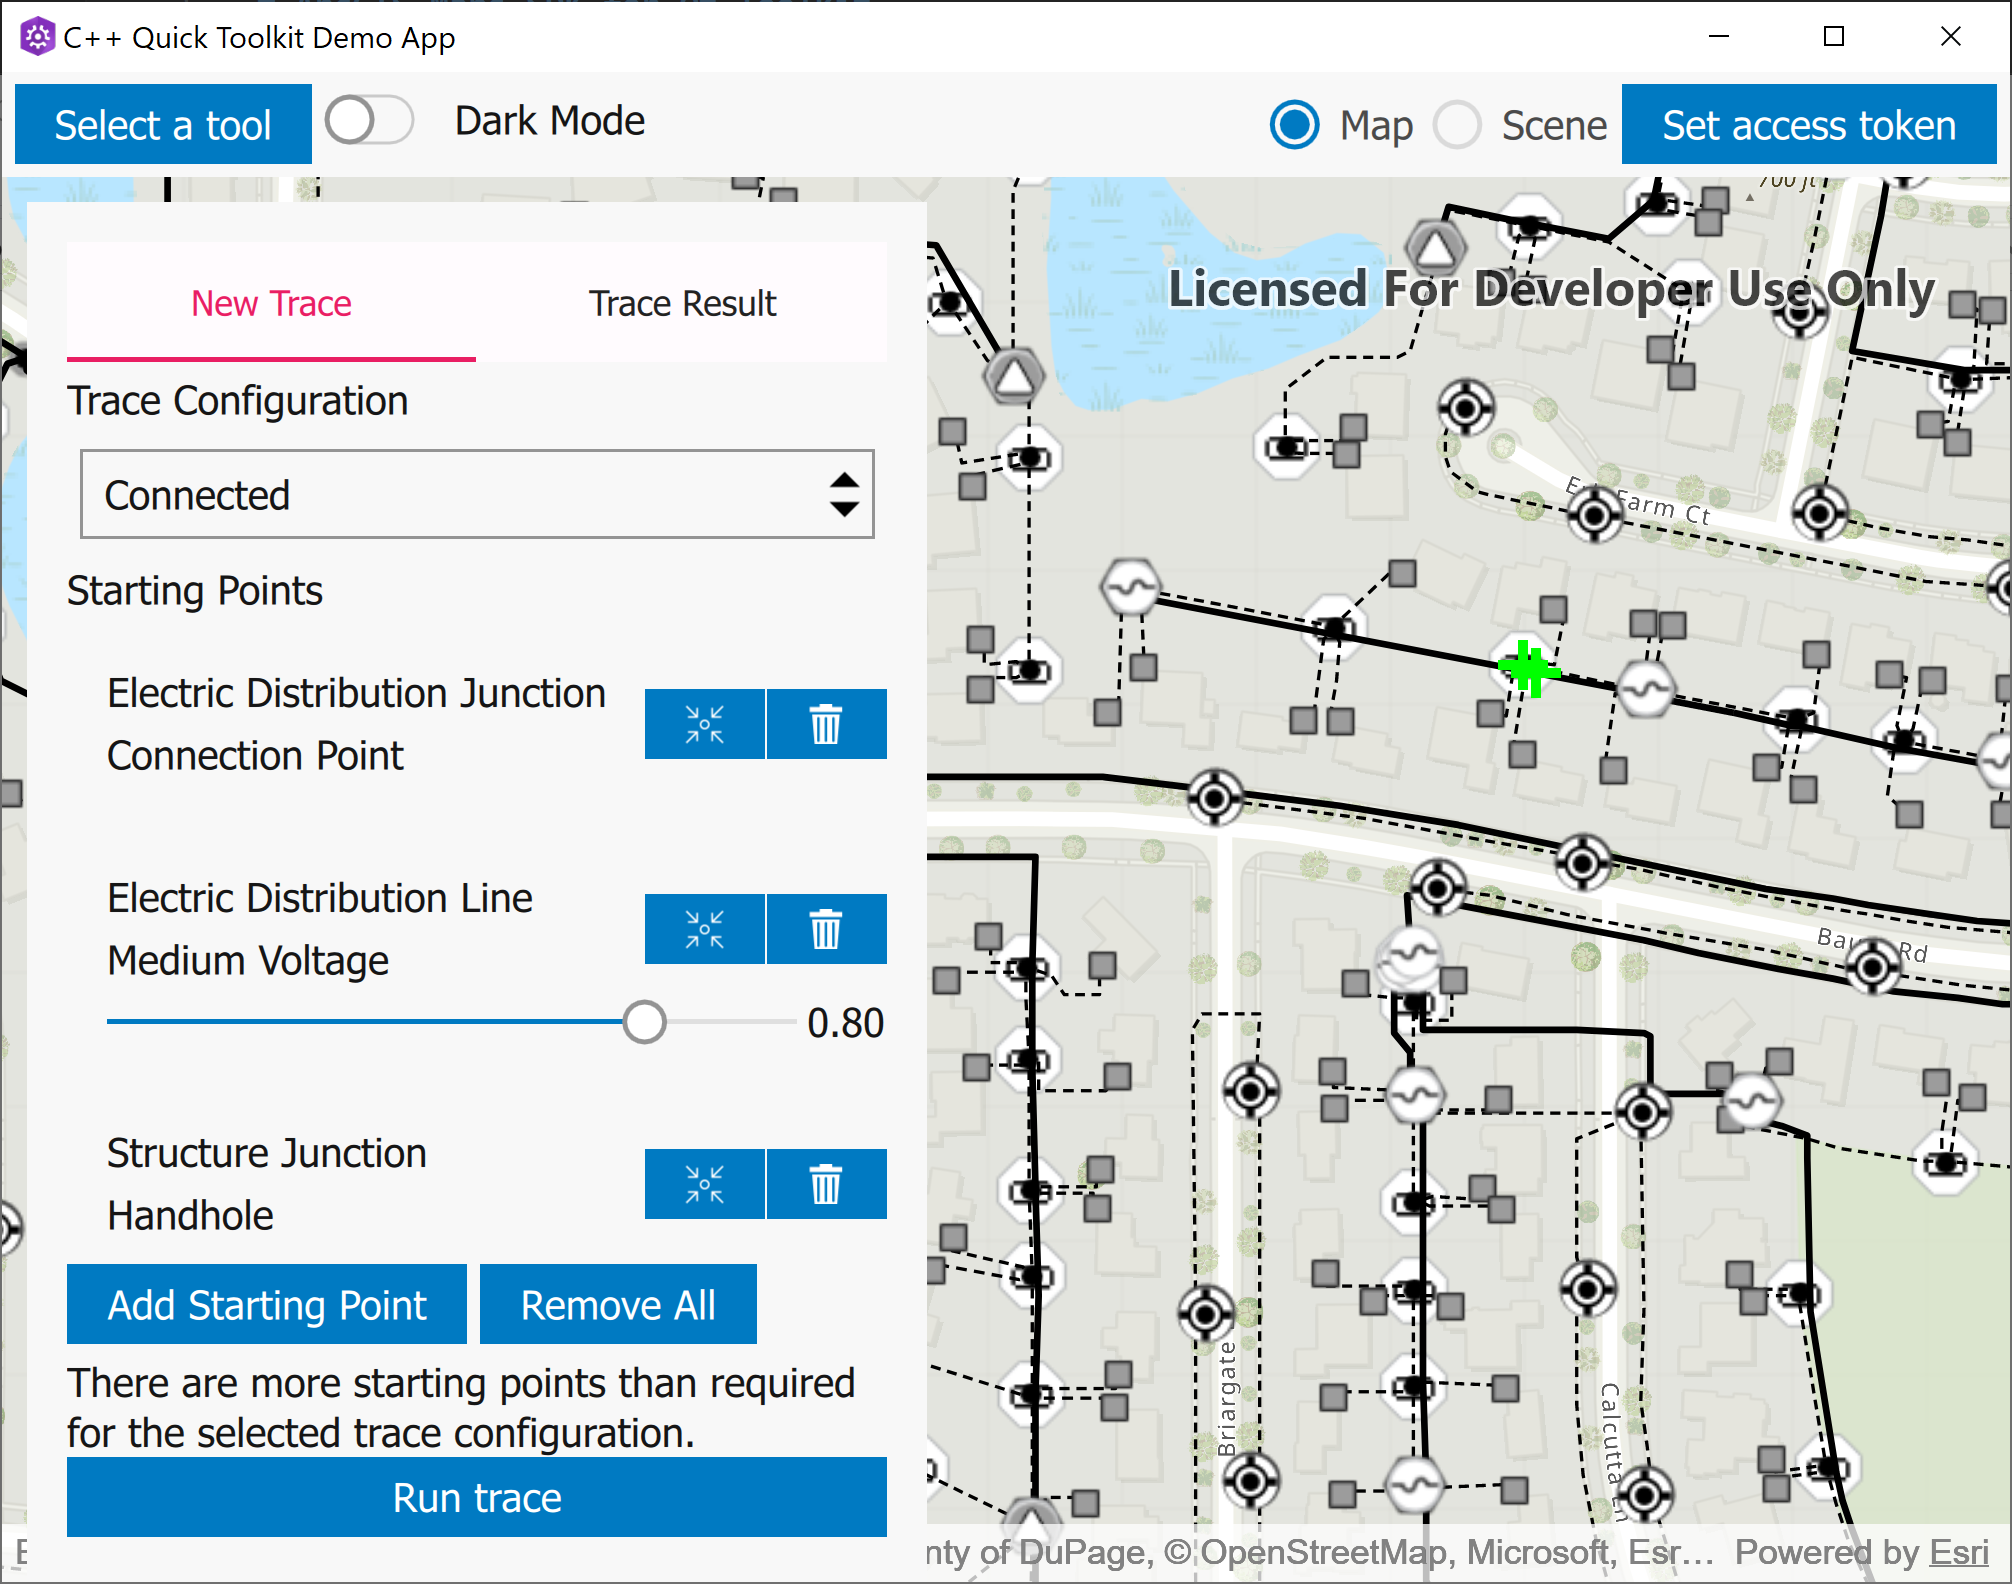 C++ Quick Toolkit Demo App
Select a tool
Dark Mode
Map
Scene
Set access token
700 ft
Licensed For Developer Use Only
New Trace
Trace Result
Trace Configuration
Connected
Farm Ct
Starting Points
Electric Distribution Junction
Connection Point
Electric Distribution Line
Medium Voltage
Rd
0.80
Structure Junction
Handhole
Add Starting Point
Remove All
Briargate
Calcutta Ln
There are more starting points than required
for the selected trace configuration.
Run trace
nty of DuPage, © OpenStreetMap, Microsoft, Esr...
Powered by Esri